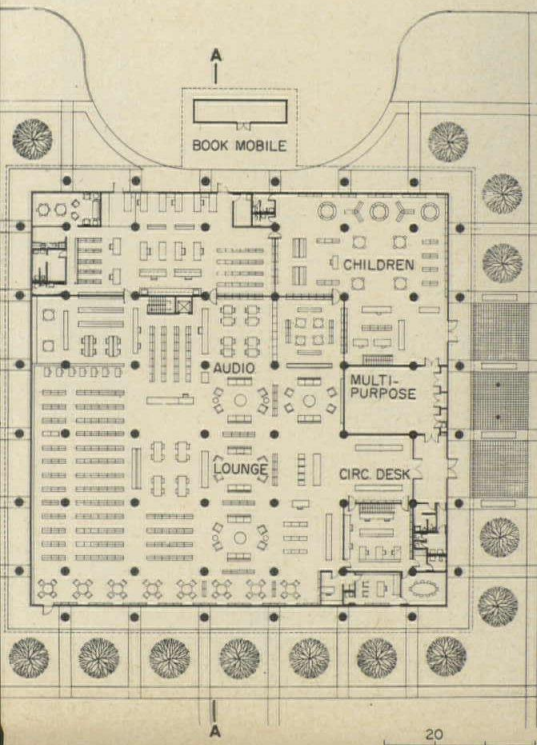 A
BOOK MOBILE
CHILDREN
AUDIO
MULTI-
PURPOSE
LOUNGE
CIRC. DESK
A
20